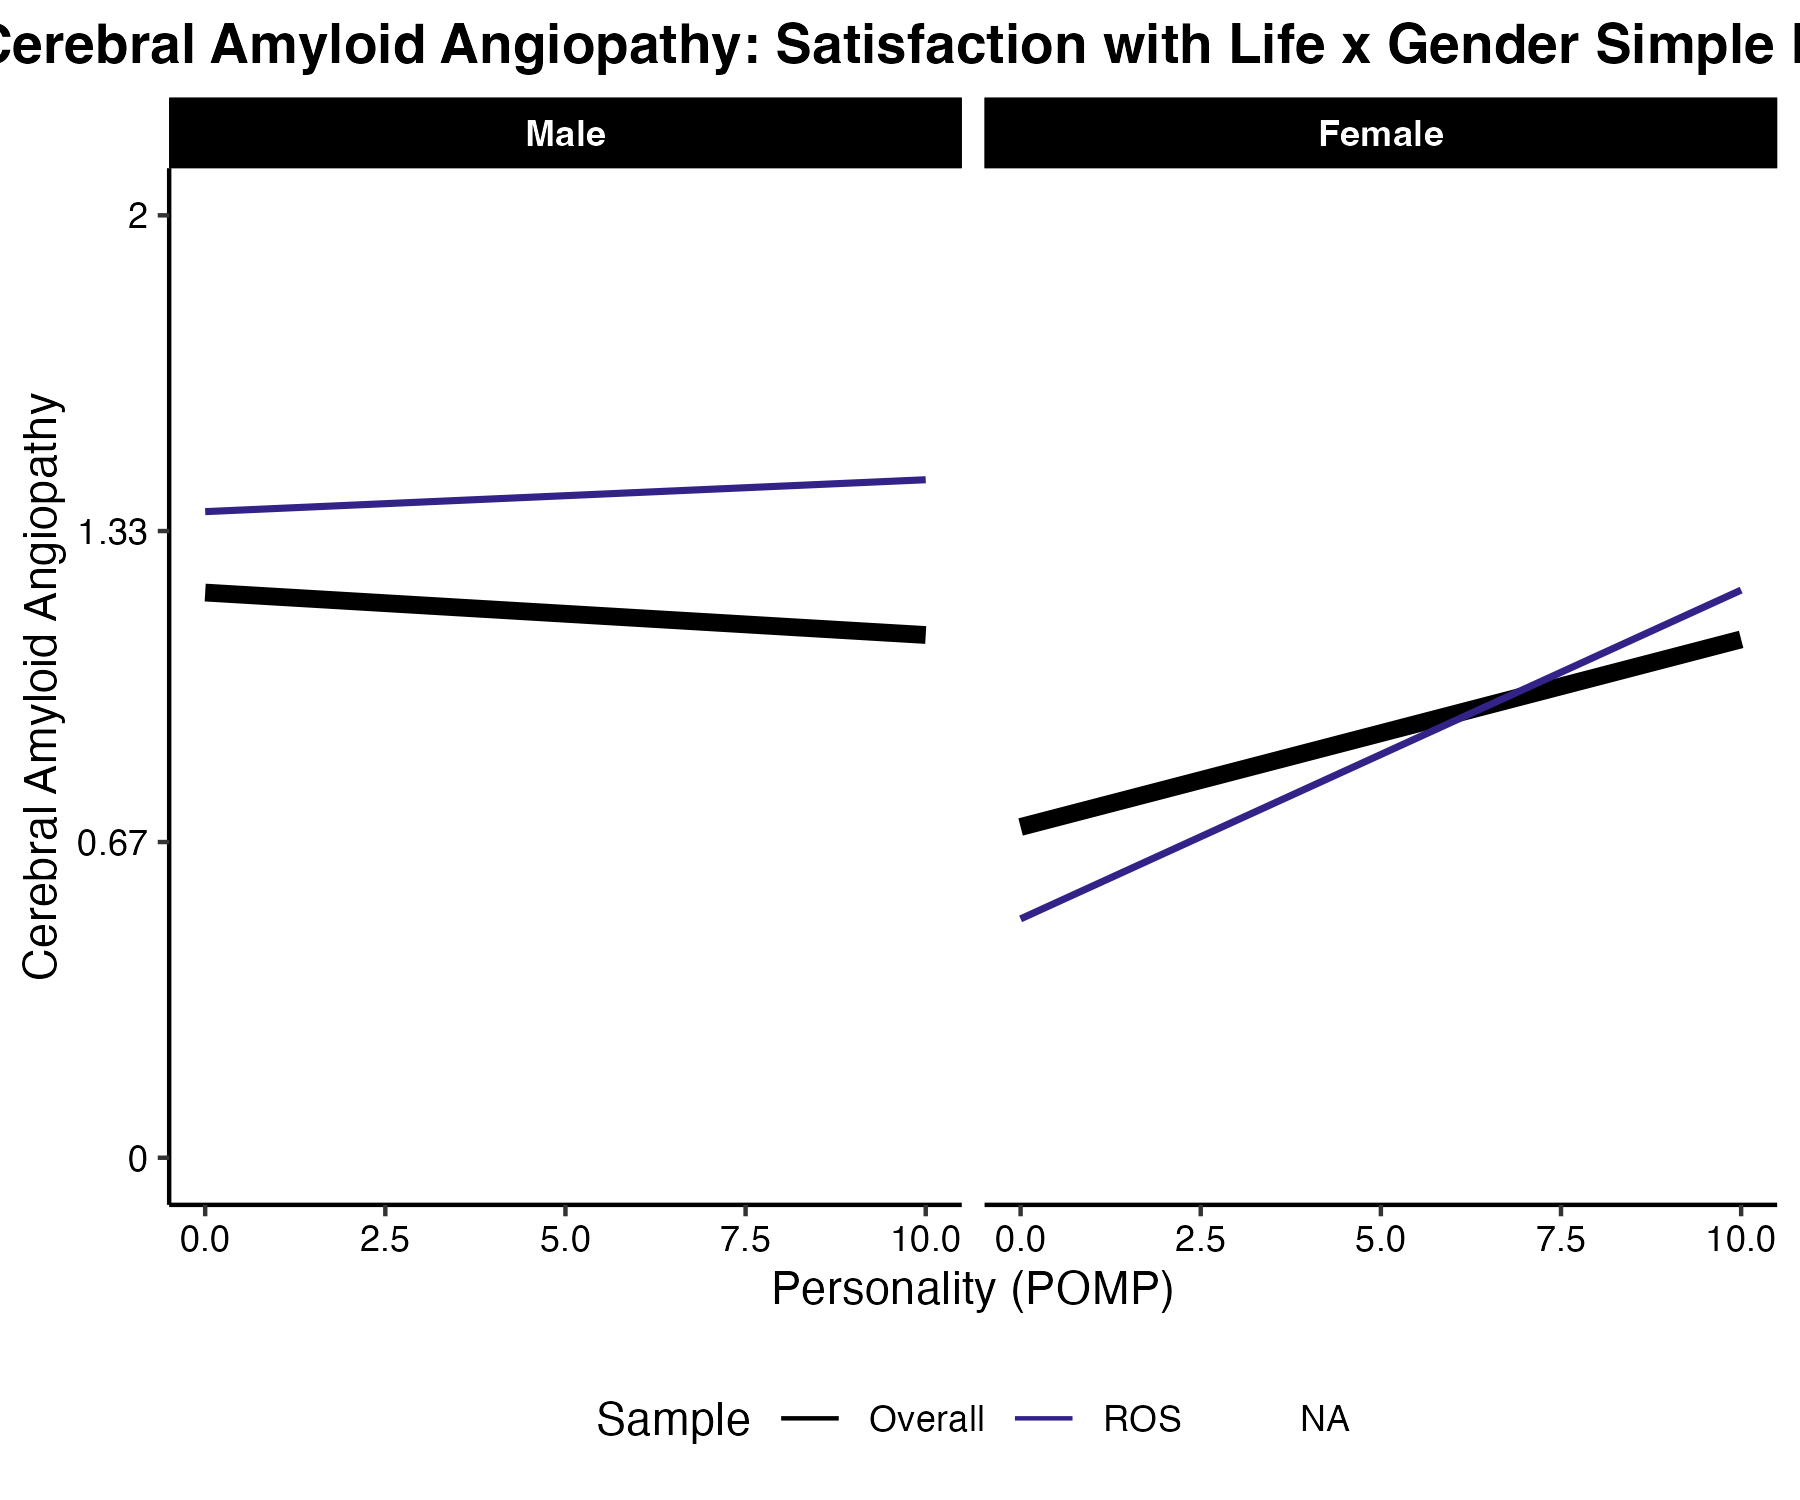 Cerebral Amyloid Angiopathy: Satisfaction with Life x Gender Simple
Male
Female
Cerebral Amyloid Angiopathy
2
1.33
0.67
0
0.0 2.5 5.0 7.5 10.0
0.0 2.5 5.0 7.5 10.0
Personality (POMP)
Sample Overall ROS NA